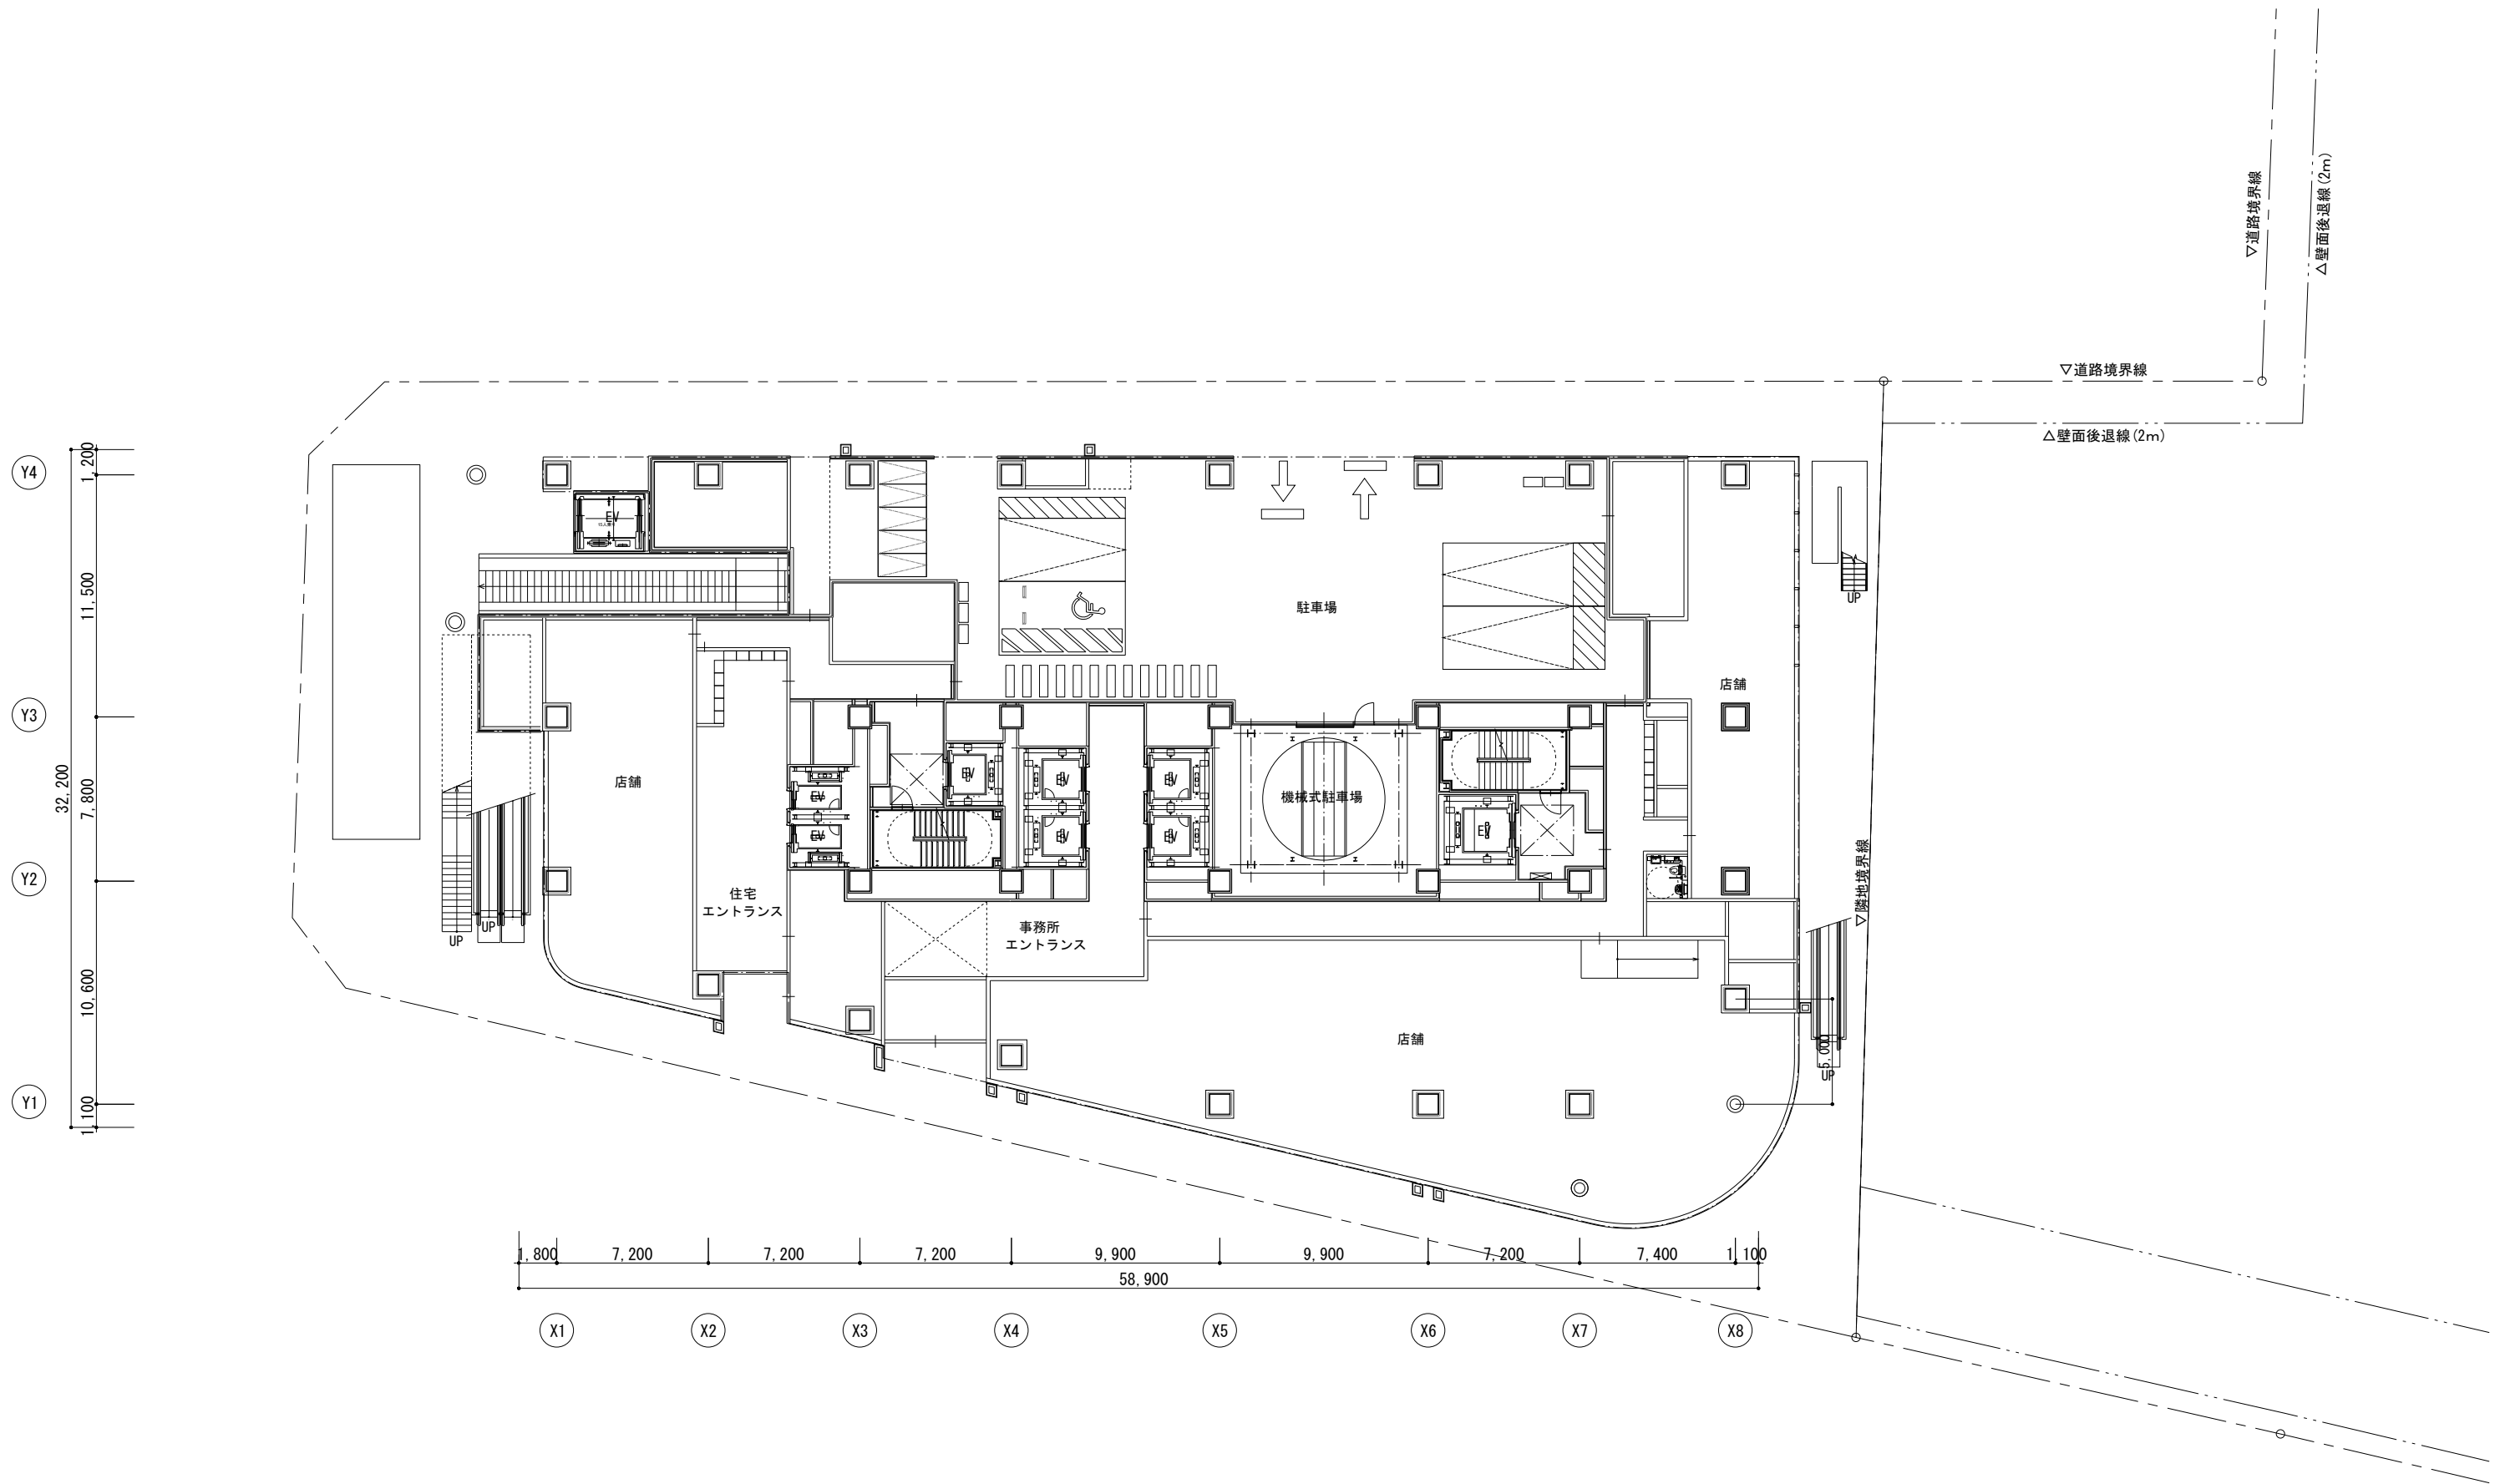 ▽道路境界線
△壁面後退線(2m)
▽道路境界線
△壁面後退線(2m)
Y4
1,200
11,500
EV
UP
駐車場
Y3
店舗
32,200
7,800
店舗
EV
EV
EV
EV
EV
EV
EV
EV
機械式駐車場
Y2
住宅
エントランス
事務所
エントランス
▽隣地境界線
UP
UP
10,600
店舗
5,000
UP
Y1
1,100
1,800
7,200
7,200
7,200
9,900
9,900
7,200
7,400
1,100
58,900
X1
X2
X3
X4
X5
X6
X7
X8